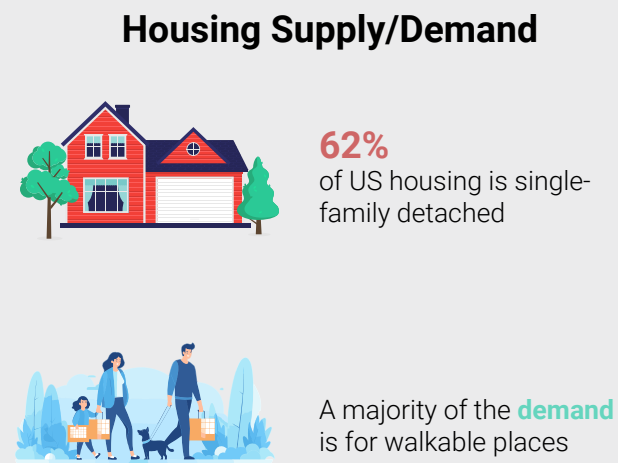 Housing Supply/Demand
62%
of US housing is single-
family detached
A majority of the demand
is for walkable places